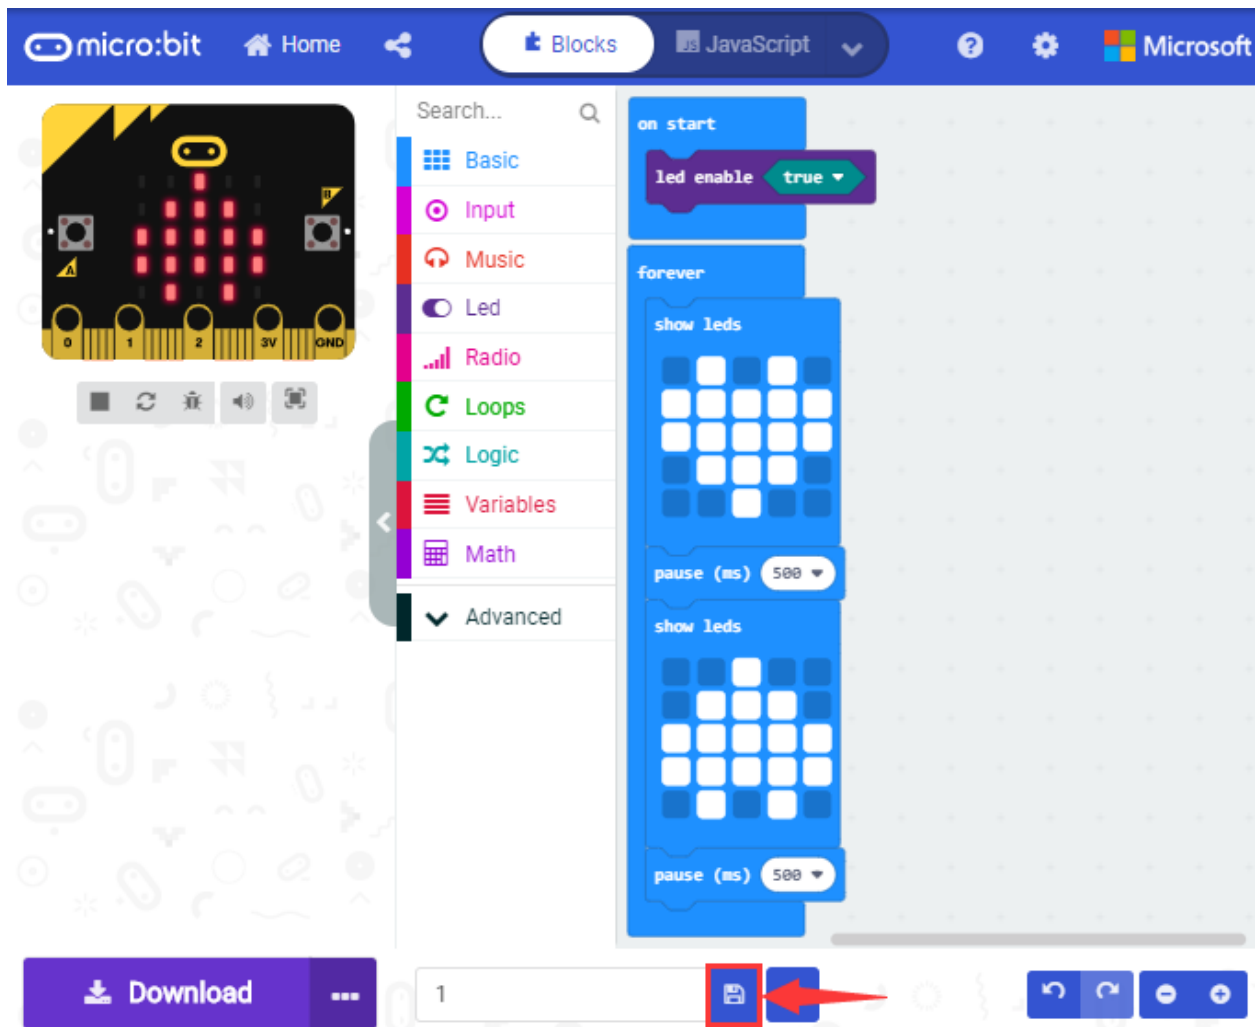 micro:bit Home Blocks JavaScript Microsoft
Search...
Basic
Input
Music
Led
Radio
Loops
Logic
Variables
Math
Advanced
A
B
0 1 2 3V GND
on start
led enable true
forever
show leds
pause (ms) 500
show leds
pause (ms) 500
Download ...
1